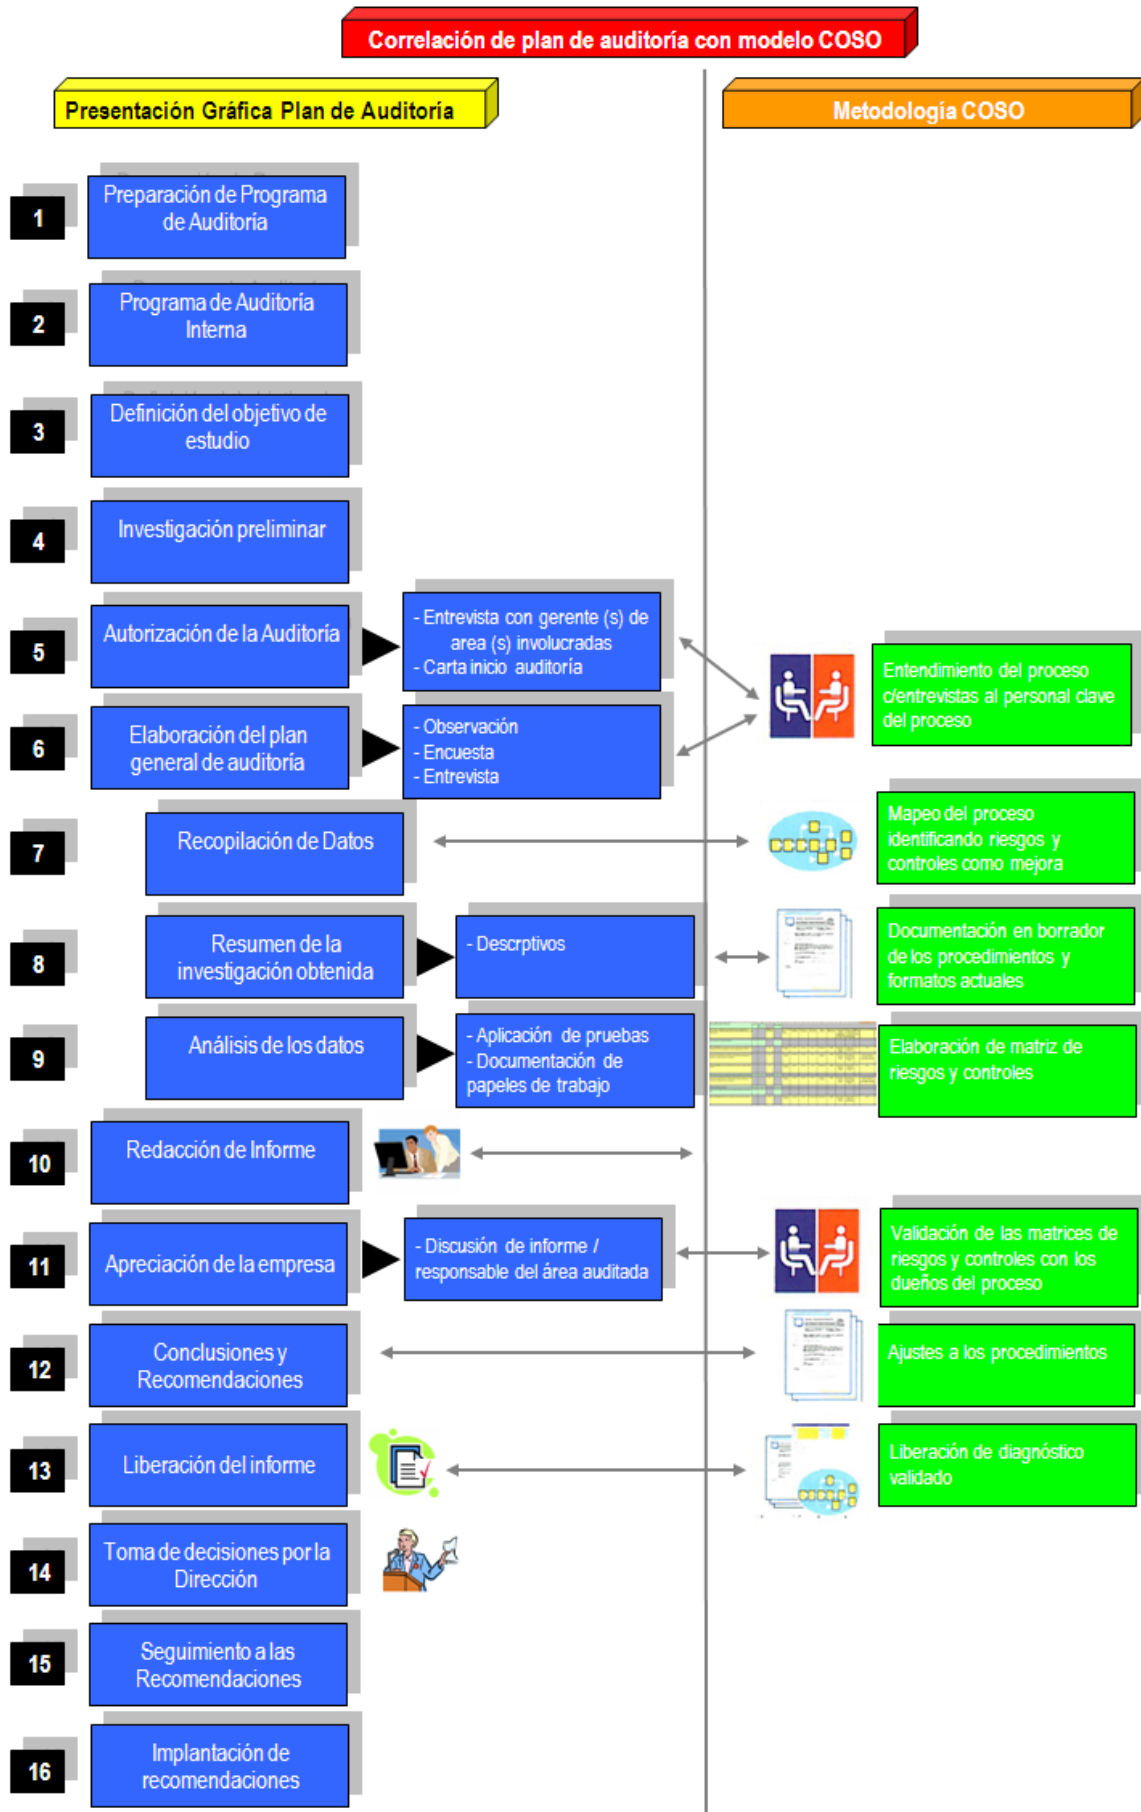 Correlación de plan de auditoría con modelo COSO
Presentación Gráfica Plan de Auditoría
Metodología COSO
1
Preparación de Programa
de Auditoría
2
Programa de Auditoría
Interna
3
Definición del objetivo de
estudio
4
Investigación preliminar
5
Autorización de la Auditoría
- Entrevista con gerente (s) de
area (s) involucradas
- Carta inicio auditoría
Entendimiento del proceso
c/entrevistas al personal clave
del proceso
6
Elaboración del plan
general de auditoría
- Observación
- Encuesta
- Entrevista
7
Recopilación de Datos
Mapeo del proceso
identificando riesgos y
controles como mejora
8
Resumen de la
investigación obtenida
- Descrptivos
Documentación en borrador
de los procedimientos y
formatos actuales
9
Análisis de los datos
- Aplicación de pruebas
- Documentación de
papeles de trabajo
Elaboración de matriz de
riesgos y controles
10
Redacción de Informe
11
Apreciación de la empresa
- Discusión de informe /
responsable del área auditada
Validación de las matrices de
riesgos y controles con los
dueños del proceso
12
Conclusiones y
Recomendaciones
Ajustes a los procedimientos
13
Liberación del informe
Liberación de diagnóstico
validado
14
Toma de decisiones por la
Dirección
15
Seguimiento a las
Recomendaciones
16
Implantación de
recomendaciones